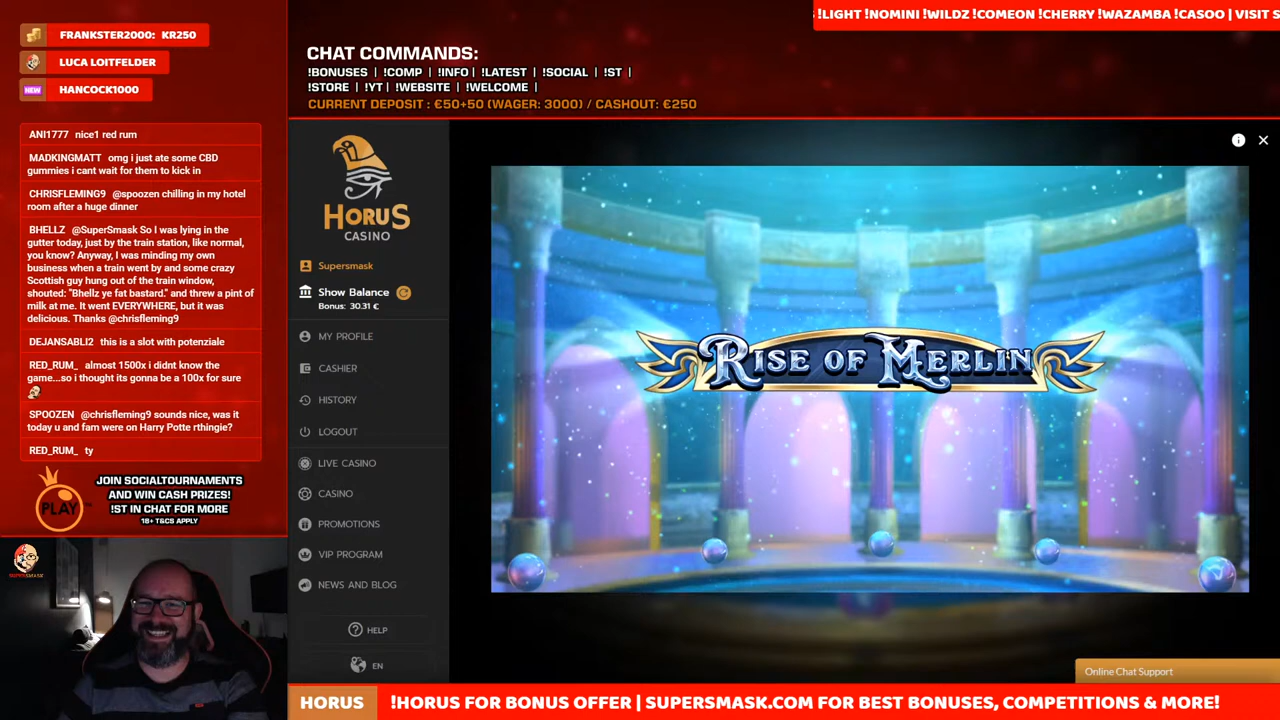 FRANKSTER2000: KR250
LUCA LOITFELDER
NEW HANCOCK1000
!LIGHT !NOMINI !WILDZ !COMEON !CHERRY !WAZAMBA !CASOO | VISIT S
CHAT COMMANDS:
!BONUSES | !COMP | !INFO | !LATEST | !SOCIAL | !ST |
!STORE | !YT | !WEBSITE | !WELCOME |
CURRENT DEPOSIT : €50+50 (WAGER: 3000) / CASHOUT: €250
ANI1777 nice1 red rum
MADKINGMATT omg i just ate some CBD
gummies i cant wait for them to kick in
CHRISFLEMING9 @spoozen chilling in my hotel
room after a huge dinner
BHELLZ @SuperSmask So I was lying in the
gutter today, just by the train station, like normal,
you know? Anyway, I was minding my own
business when a train went by and some crazy
Scottish guy hung out of the train window,
shouted: "Bhellz ye fat bastard." and threw a pint of
milk at me. It went EVERYWHERE, but it was
delicious. Thanks @chrisfleming9
DEJANSABLI2 this is a slot with potenziale
RED_RUM_ almost 1500x i didnt know the
game...so i thought its gonna be a 100x for sure
SPOOZEN @chrisfleming9 sounds nice, was it
today u and fam were on Harry Potte rthingie?
RED_RUM_ ty
PLAY
JOIN SOCIALTOURNAMENTS
AND WIN CASH PRIZES!
!ST IN CHAT FOR MORE
18+ T&CS APPLY
SUPERSMASK
HORUS
CASINO
Supersmask
Show Balance
Bonus: 30.31 €
MY PROFILE
CASHIER
HISTORY
LOGOUT
LIVE CASINO
CASINO
PROMOTIONS
VIP PROGRAM
NEWS AND BLOG
HELP
EN
RISE OF MERLIN
Online Chat Support
HORUS !HORUS FOR BONUS OFFER | SUPERSMASK.COM FOR BEST BONUSES, COMPETITIONS & MORE!